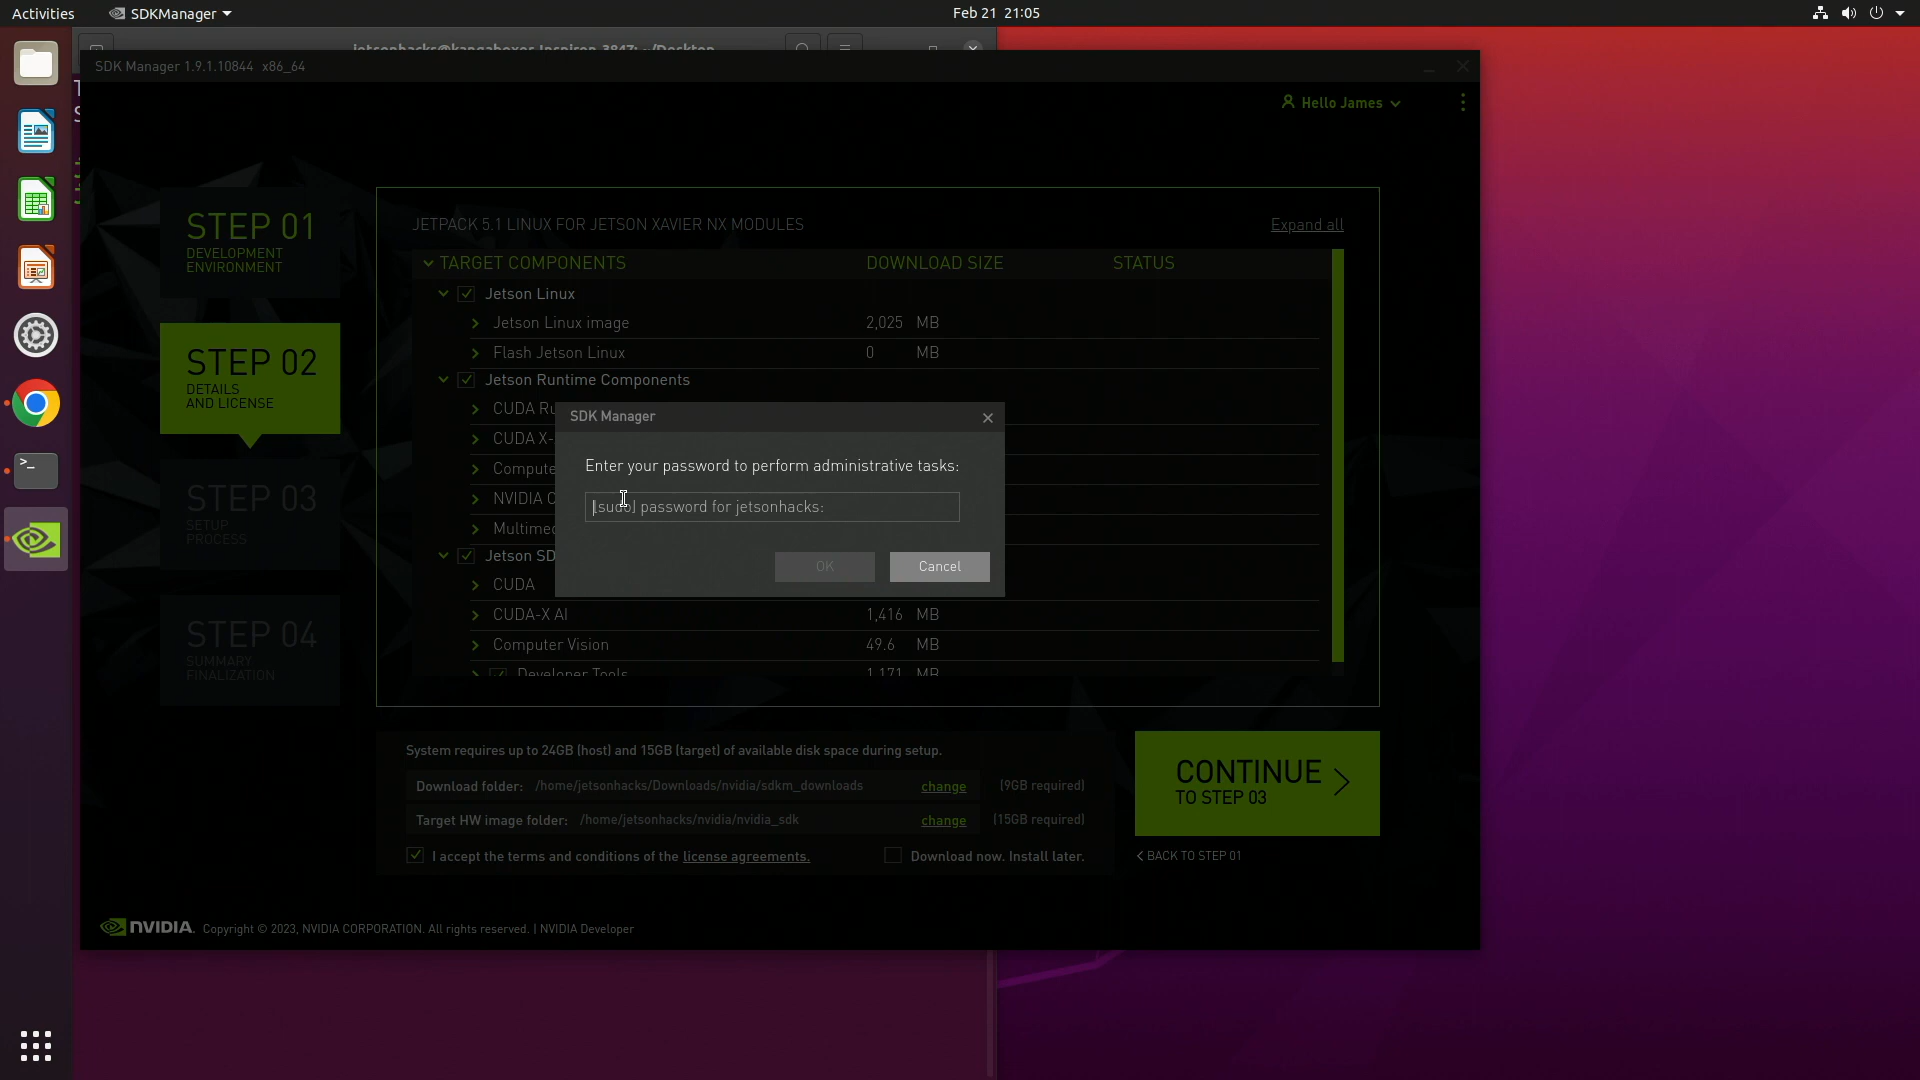 Activities
SDKManager
Feb 21 21:05
jetsonhacks@kangaboxer-Inspiron-3847: ~/Desktop
SDK Manager 1.9.1.10844 x86_64
Hello James
STEP 01
DEVELOPMENT
ENVIRONMENT
STEP 02
DETAILS
AND LICENSE
STEP 03
SETUP
PROCESS
STEP 04
SUMMARY
FINALIZATION
JETPACK 5.1 LINUX FOR JETSON XAVIER NX MODULES
Expand all
TARGET COMPONENTS DOWNLOAD SIZE STATUS
Jetson Linux
Jetson Linux image 2,025 MB
Flash Jetson Linux 0 MB
Jetson Runtime Components
CUDA Ru
CUDA X-
Compute
NVIDIA C
Multimed
Jetson SD
CUDA
CUDA-X AI 1,416 MB
Computer Vision 49.6 MB
Developer Tools 1,171 MB
SDK Manager
Enter your password to perform administrative tasks:
[sudo] password for jetsonhacks:
OK
Cancel
System requires up to 24GB (host) and 15GB (target) of available disk space during setup.
Download folder: /home/jetsonhacks/Downloads/nvidia/sdkm_downloads change (9GB required)
Target HW image folder: /home/jetsonhacks/nvidia/nvidia_sdk change (15GB required)
I accept the terms and conditions of the license agreements. Download now. Install later.
CONTINUE
TO STEP 03
BACK TO STEP 01
NVIDIA. Copyright © 2023, NVIDIA CORPORATION. All rights reserved. | NVIDIA Developer